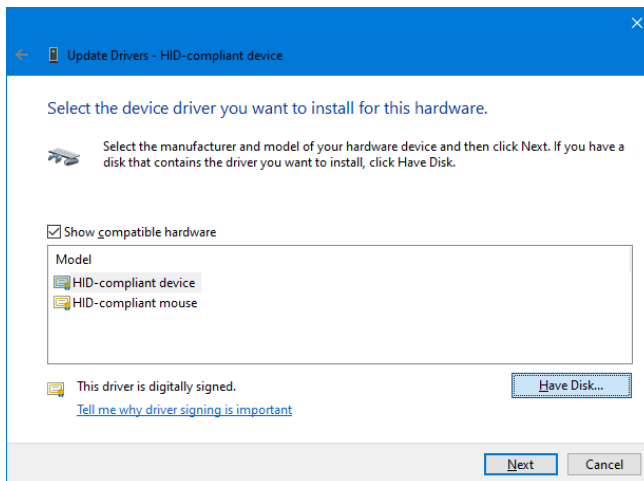 Update Drivers - HID-compliant device
Select the device driver you want to install for this hardware.
Select the manufacturer and model of your hardware device and then click Next. If you have a
disk that contains the driver you want to install, click Have Disk.
Show compatible hardware
Model
HID-compliant device
HID-compliant mouse
This driver is digitally signed.
Have Disk...
Tell me why driver signing is important
Next
Cancel